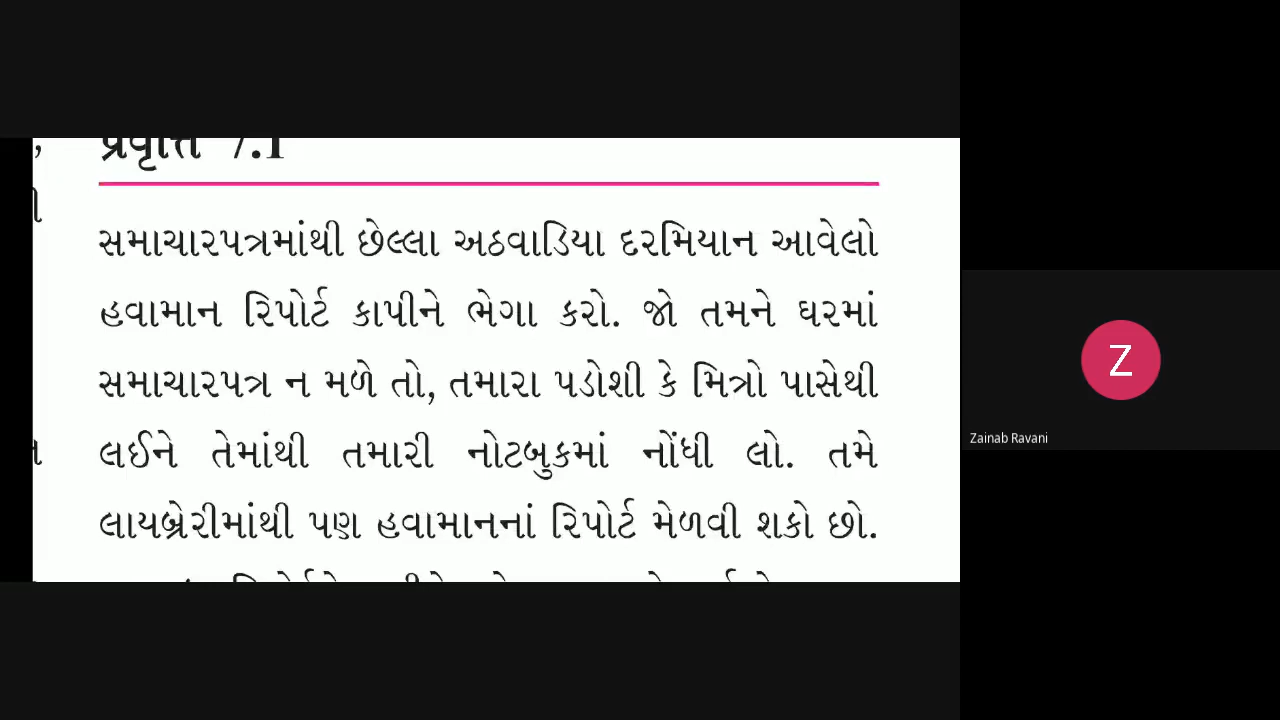 પ્રવૃત્તિ 7.1
સમાચારપત્રમાંથી છેલ્લા અઠવાડિયા દરમિયાન આવેલો
હવામાન રિપોર્ટ કાપીને ભેગા કરો. જો તમને ઘરમાં
સમાચારપત્ર ન મળે તો, તમારા પડોશી કે મિત્રો પાસેથી
લઈને તેમાંથી તમારી નોટબુકમાં નોંધી લો. તમે
લાયબ્રેરીમાંથી પણ હવામાનનાં રિપોર્ટ મેળવી શકો છો.
Z
Zainab Ravani